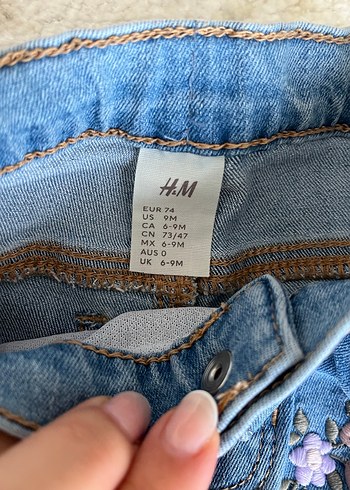 H&M
EUR 74
US 9M
CA 6-9M
CN 73/47
MX 6-9M
AUS 0
UK 6-9M